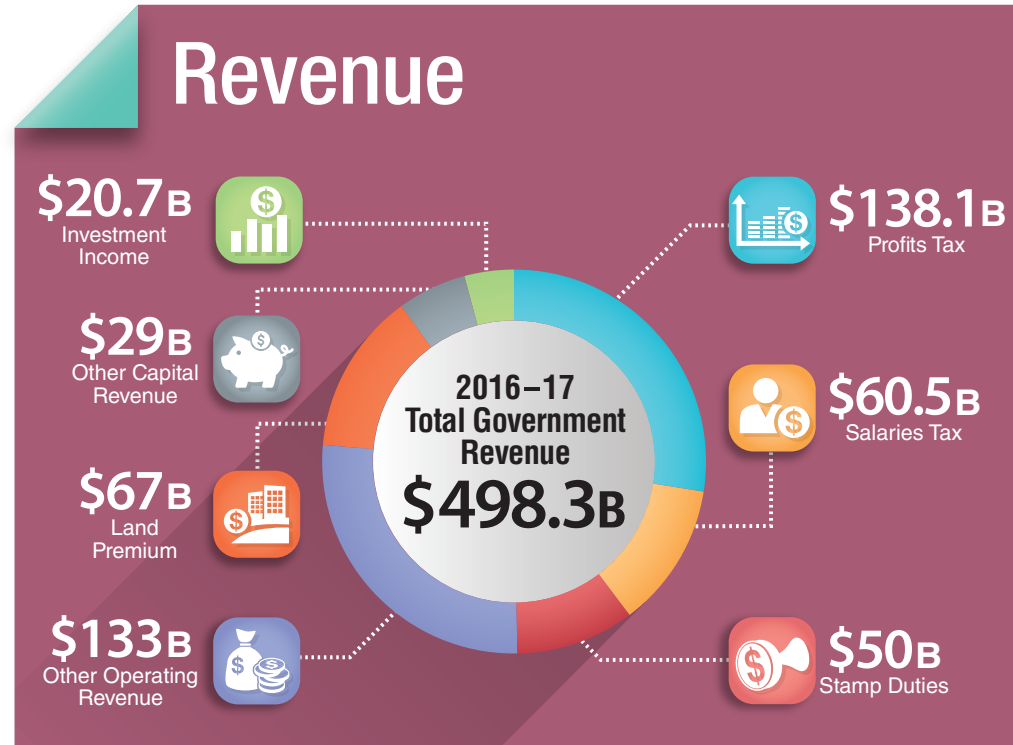 Revenue
$20.7B
Investment
Income
$29B
Other Capital
Revenue
$67B
Land
Premium
$133B
Other Operating
Revenue
2016–17
Total Government
Revenue
$498.3B
$138.1B
Profits Tax
$60.5B
Salaries Tax
$50B
Stamp Duties